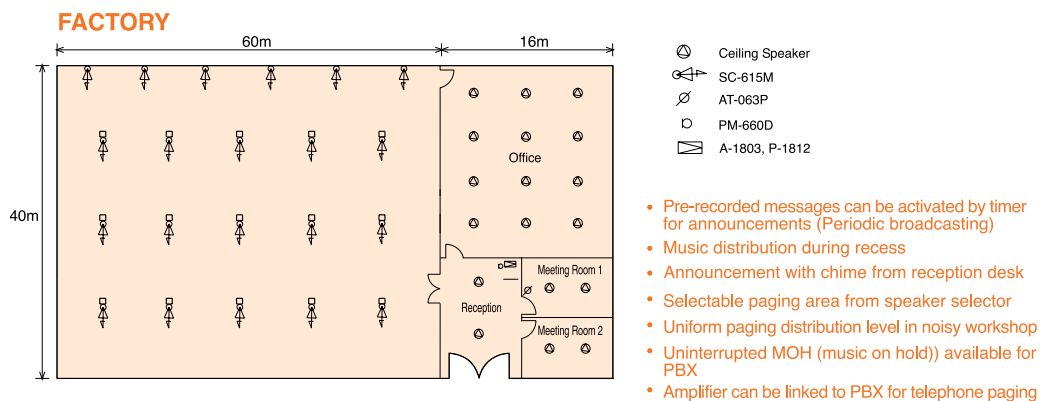 FACTORY
60m
16m
40m
Office
Reception
Meeting Room 1
Meeting Room 2
Ceiling Speaker
SC-615M
AT-063P
PM-660D
A-1803, P-1812
• Pre-recorded messages can be activated by timer
for announcements (Periodic broadcasting)
• Music distribution during recess
• Announcement with chime from reception desk
• Selectable paging area from speaker selector
• Uniform paging distribution level in noisy workshop
• Uninterrupted MOH (music on hold)) available for
PBX
• Amplifier can be linked to PBX for telephone paging